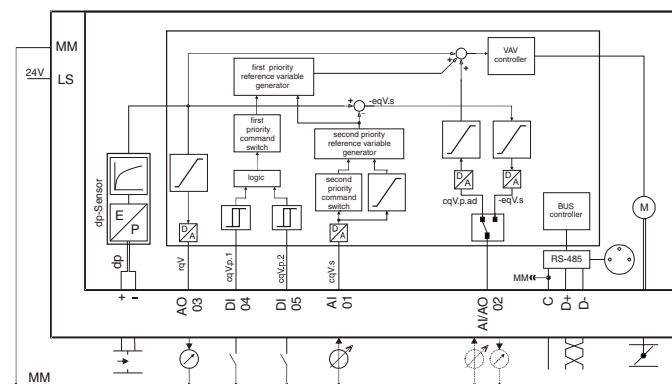 MM
24V
LS
first priority
reference variable
generator
VAV
controller
+
+
+
-eqV.s
–
first
priority
command
switch
second priority
reference variable
generator
logic
second
priority
command
switch
dp-Sensor
E
P
D
A
D
A
D
A
D
A
cqV.p.ad
-eqV.s
BUS
controller
M
RS-485
MM
dp
rqV
cqV.p.1
cqV.p.2
cqV.s
+ -
AO
03
DI
04
DI
05
AI
01
AI/AO
02
C
D+
D-
MM